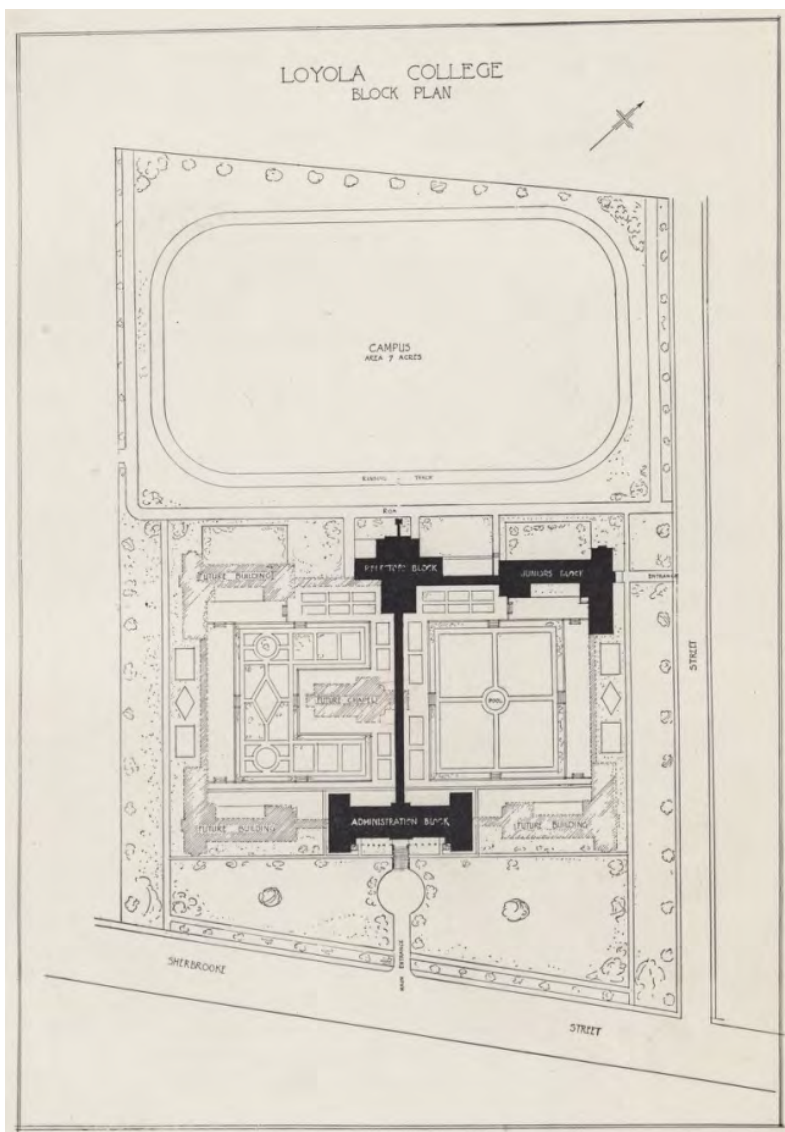 LOYOLA COLLEGE
BLOCK PLAN
CAMPUS
AREA 7 ACRES
RUNNING TRACK
ROAD
REFECTORY BLOCK
JUNIORS BLOCK
FUTURE BUILDING
ENTRANCE
STREET
FUTURE CHAPEL
POOL
ADMINISTRATION BLOCK
FUTURE BUILDING
FUTURE BUILDING
MAIN ENTRANCE
SHERBROOKE
STREET